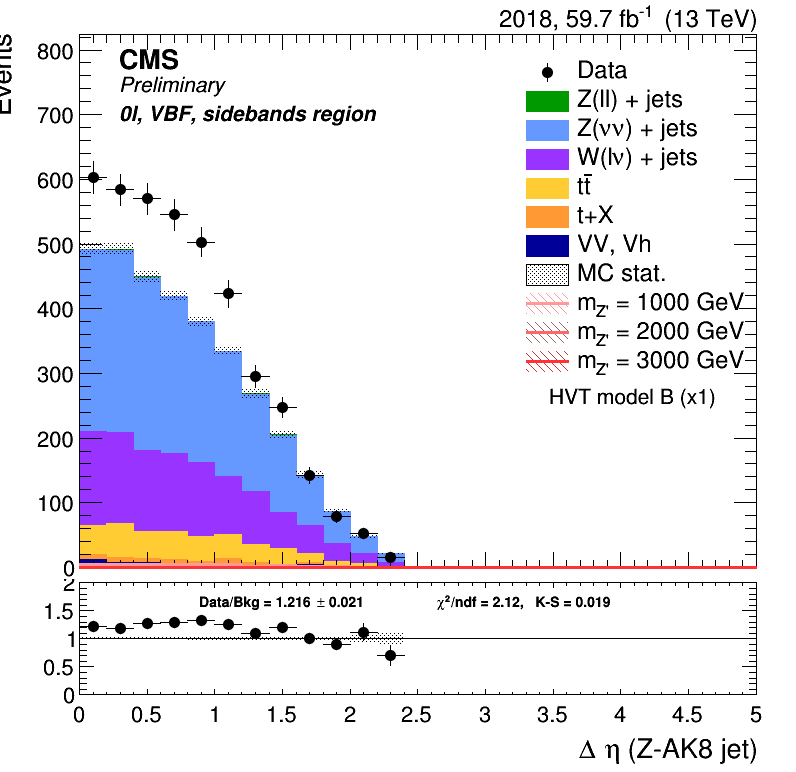 2018, 59.7 fb⁻¹ (13 TeV)
Events
CMS
Preliminary
0l, VBF, sidebands region
Data
Z(ll) + jets
Z(νν) + jets
W(lν) + jets
tt̄
t+X
VV, Vh
MC stat.
m_Z' = 1000 GeV
m_Z' = 2000 GeV
m_Z' = 3000 GeV
HVT model B (x1)
800
700
600
500
400
300
200
100
0
Data/Bkg = 1.216 ± 0.021
χ²/ndf = 2.12, K-S = 0.019
2
1.5
1
0.5
0
0 0.5 1 1.5 2 2.5 3 3.5 4 4.5 5
Δ η (Z-AK8 jet)